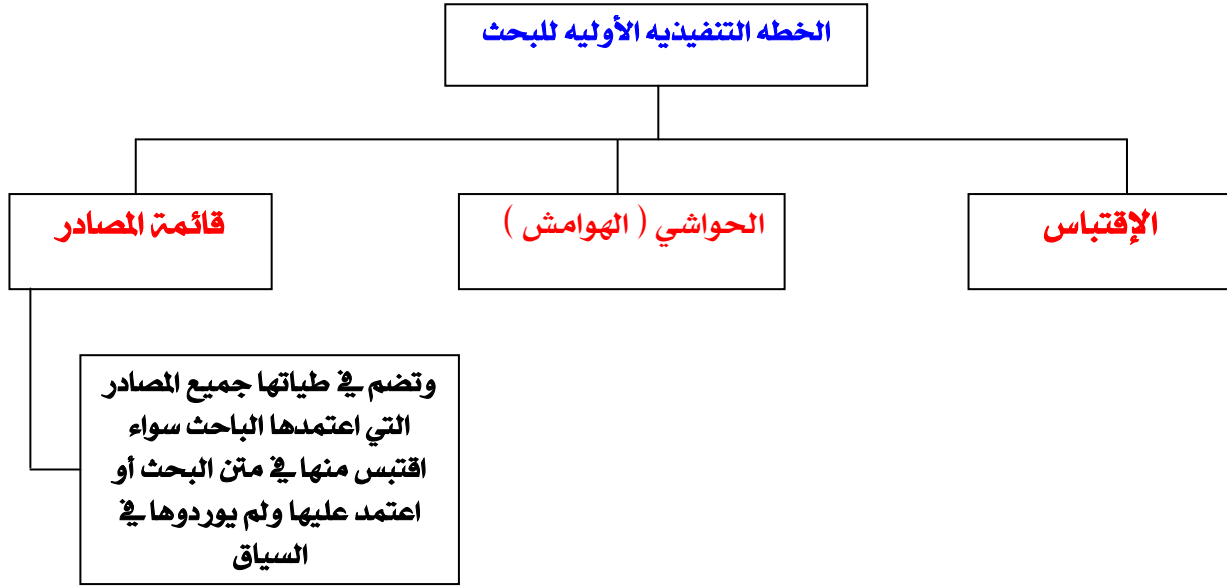 الخطه التنفيذيه الأوليه للبحث
الإقتباس
الحواشي ( الهوامش )
قائمة المصادر
وتضم في طياتها جميع المصادر
التي اعتمدها الباحث سواء
اقتبس منها في متن البحث أو
اعتمد عليها ولم يوردوها في
السياق